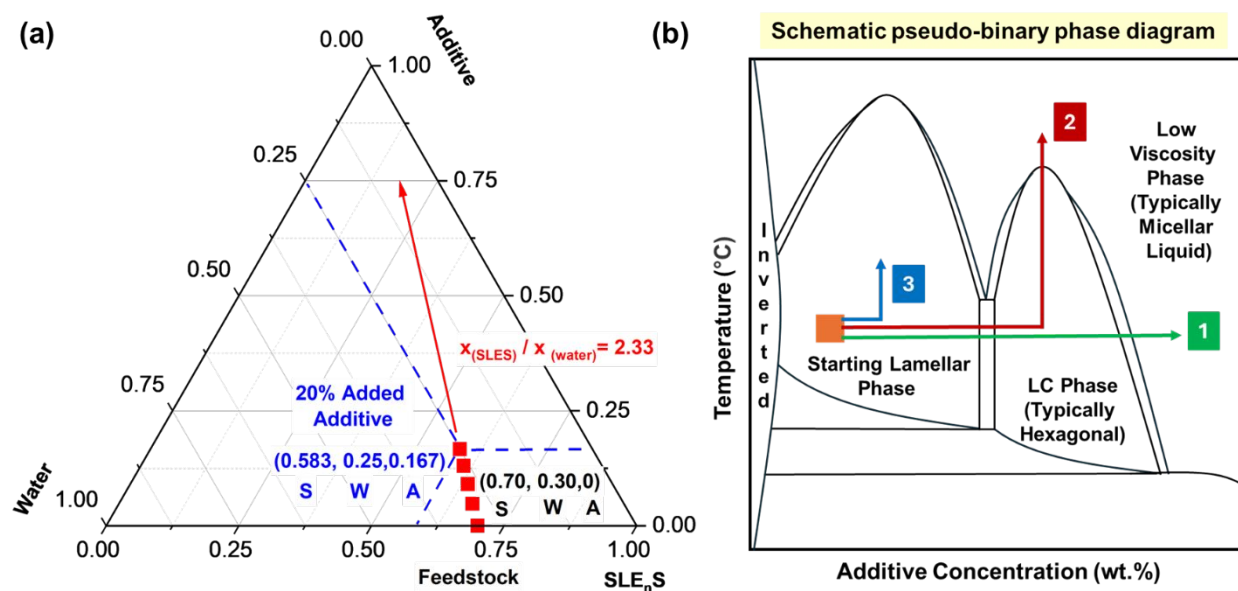 (a)
Additive
0.00
1.00
0.25
0.75
0.50
0.50
x(SLES) / x (water)= 2.33
0.75
20% Added
Additive
0.25
Water
(0.583, 0.25,0.167)
S W A
(0.70, 0.30,0)
S W A
1.00
0.00
0.00
0.25
0.50
0.75
1.00
Feedstock
SLEnS
(b)
Schematic pseudo-binary phase diagram
Temperature (°C)
Inverted
2
Low
Viscosity
Phase
(Typically
Micellar
Liquid)
3
1
Starting Lamellar
Phase
LC Phase
(Typically
Hexagonal)
Additive Concentration (wt.%)